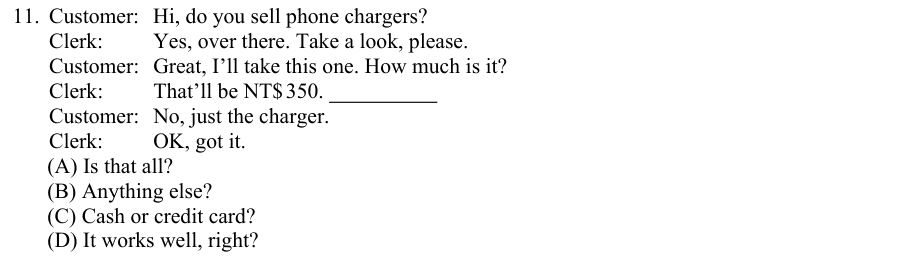 11. Customer: Hi, do you sell phone chargers?
Clerk: Yes, over there. Take a look, please.
Customer: Great, I’ll take this one. How much is it?
Clerk: That’ll be NT$ 350. __________
Customer: No, just the charger.
Clerk: OK, got it.
(A) Is that all?
(B) Anything else?
(C) Cash or credit card?
(D) It works well, right?